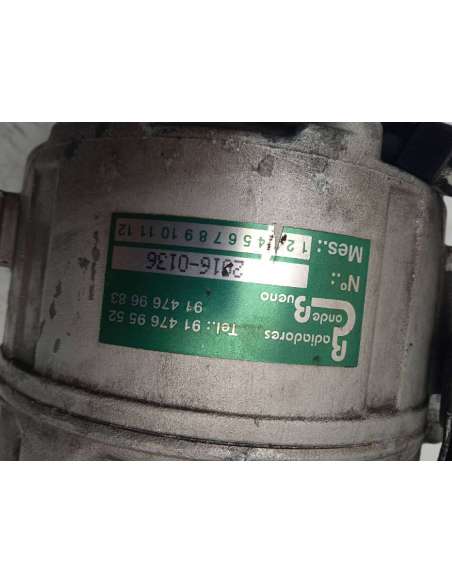 Radiadores
Conde
Bueno
Tel.: 91 476 95 52
91 476 96 83
Nº.: 2016-0136
Mes.: 1 2 4 5 6 7 8 9 10 11 12